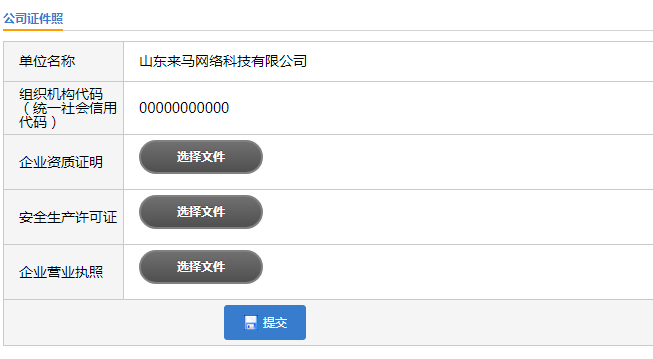 公司证件照
单位名称
山东来马网络科技有限公司
组织机构代码
（统一社会信用
代码）
00000000000
企业资质证明
选择文件
安全生产许可证
选择文件
企业营业执照
选择文件
提交